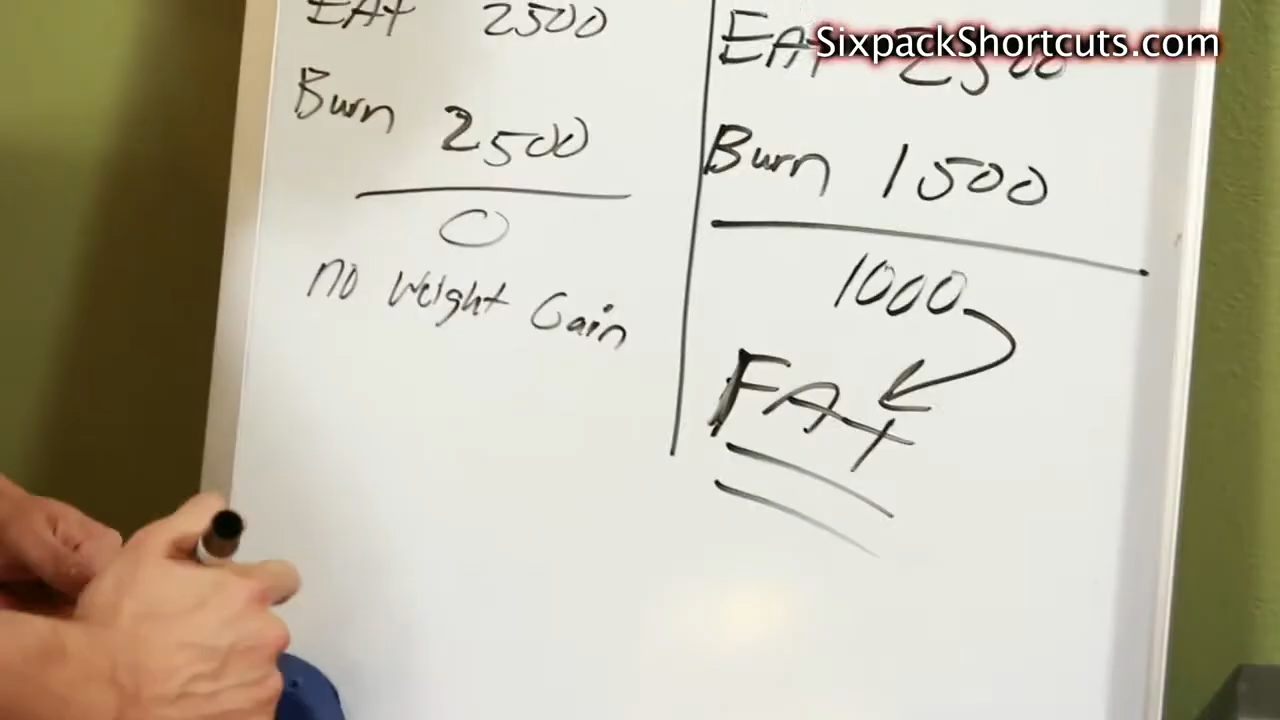 SixpackShortcuts.com
EAt 2500
Burn 2500
0
no Weight Gain
EAt 2500
Burn 1500
1000
FAt